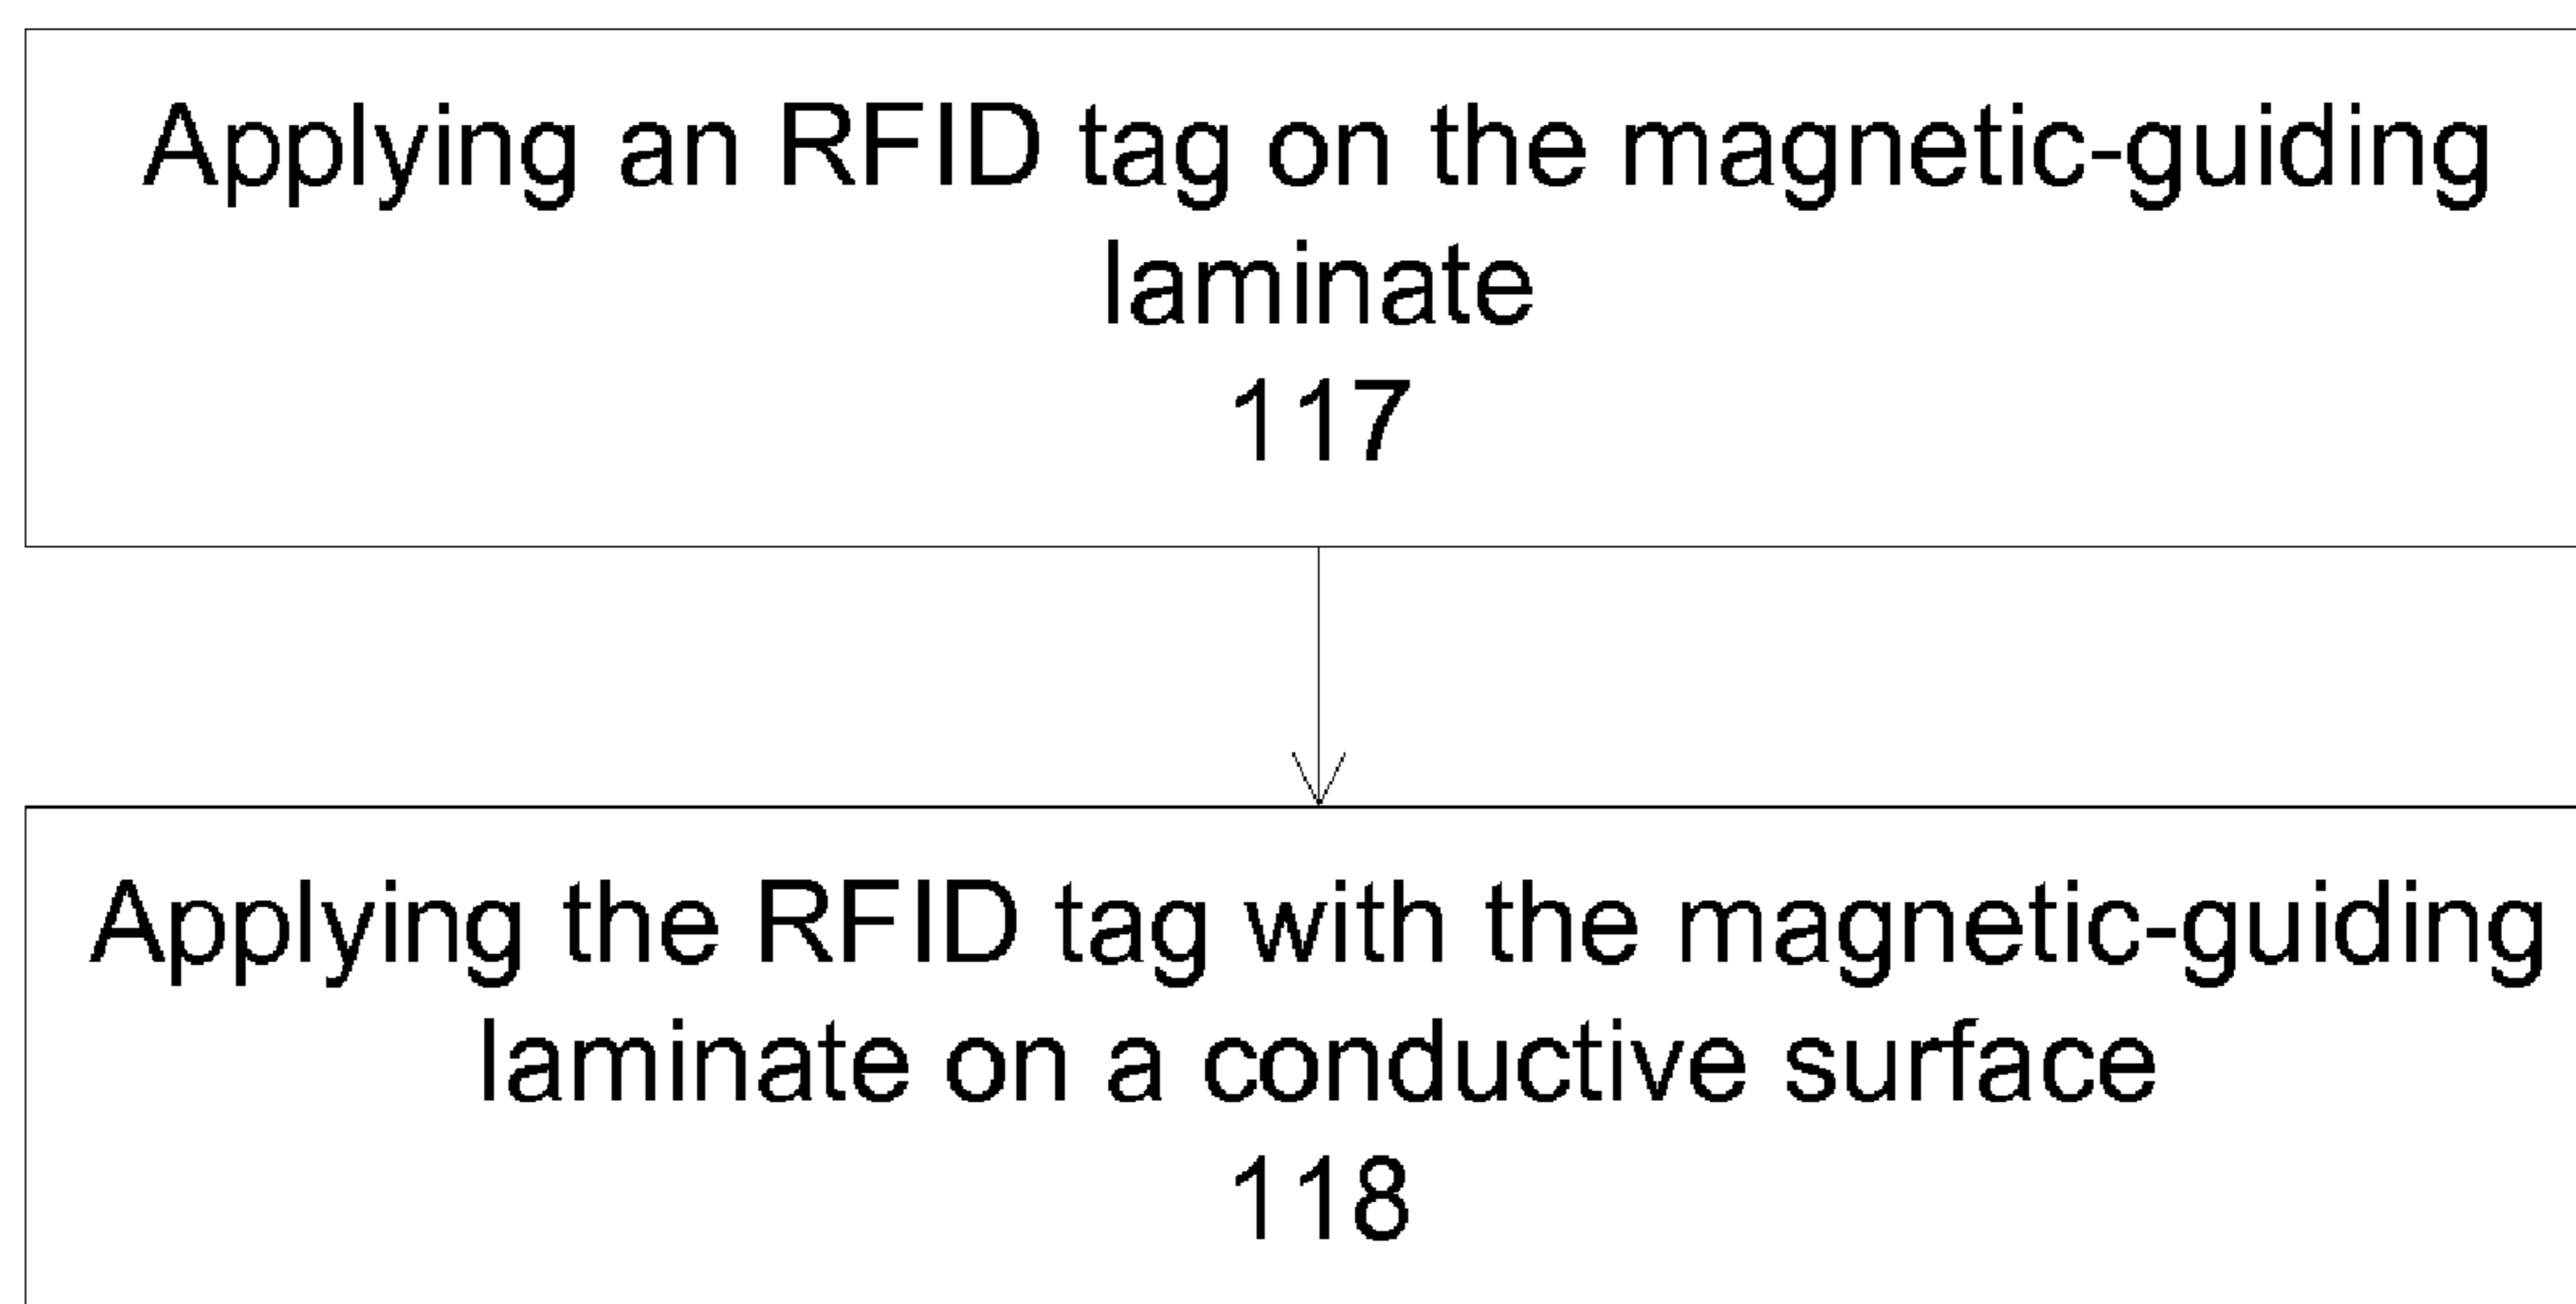 Applying an RFID tag on the magnetic-guiding
laminate
117
Applying the RFID tag with the magnetic-guiding
laminate on a conductive surface
118